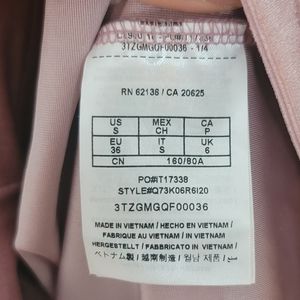 3TZGMGQF00036 - 1/4
RN 62136 / CA 20625
US S MEX CH CA P
EU 36 IT S UK 6
CN 160/80A
PO#IT17338
STYLE#Q73K06R6I20
3TZGMGQF00036
MADE IN VIETNAM / HECHO EN VIETNAM /
FABRIQUE AU VIETNAM / IN VIETNAM
HERGESTELLT / FABBRICATO IN VIETNAM /
ベトナム製 / 越南制造 / 월남 제품 /